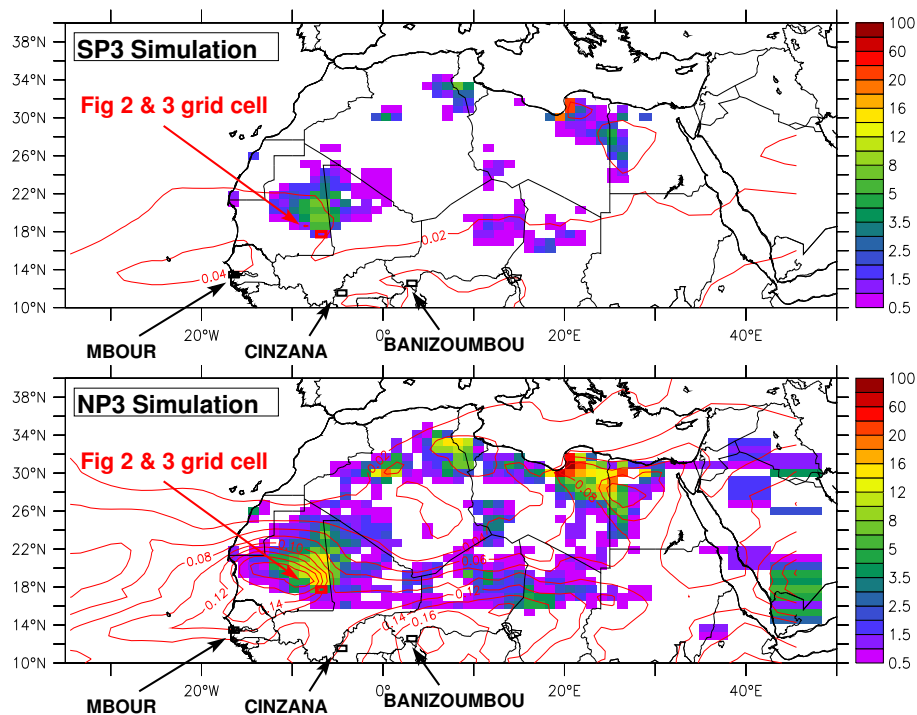 SP3 Simulation
Fig 2 & 3 grid cell
38°N
34°N
30°N
26°N
22°N
18°N
14°N
10°N
0.02
0.04
20°W
0°
20°E
40°E
MBOUR
CINZANA
BANIZOUMBOU
100
60
20
16
12
8
5
3.5
2.5
1.5
0.5
NP3 Simulation
Fig 2 & 3 grid cell
38°N
34°N
30°N
26°N
22°N
18°N
14°N
10°N
0.08
0.08
0.12
0.14
0.14
0.16
20°W
0°
20°E
40°E
MBOUR
CINZANA
BANIZOUMBOU
100
60
20
16
12
8
5
3.5
2.5
1.5
0.5